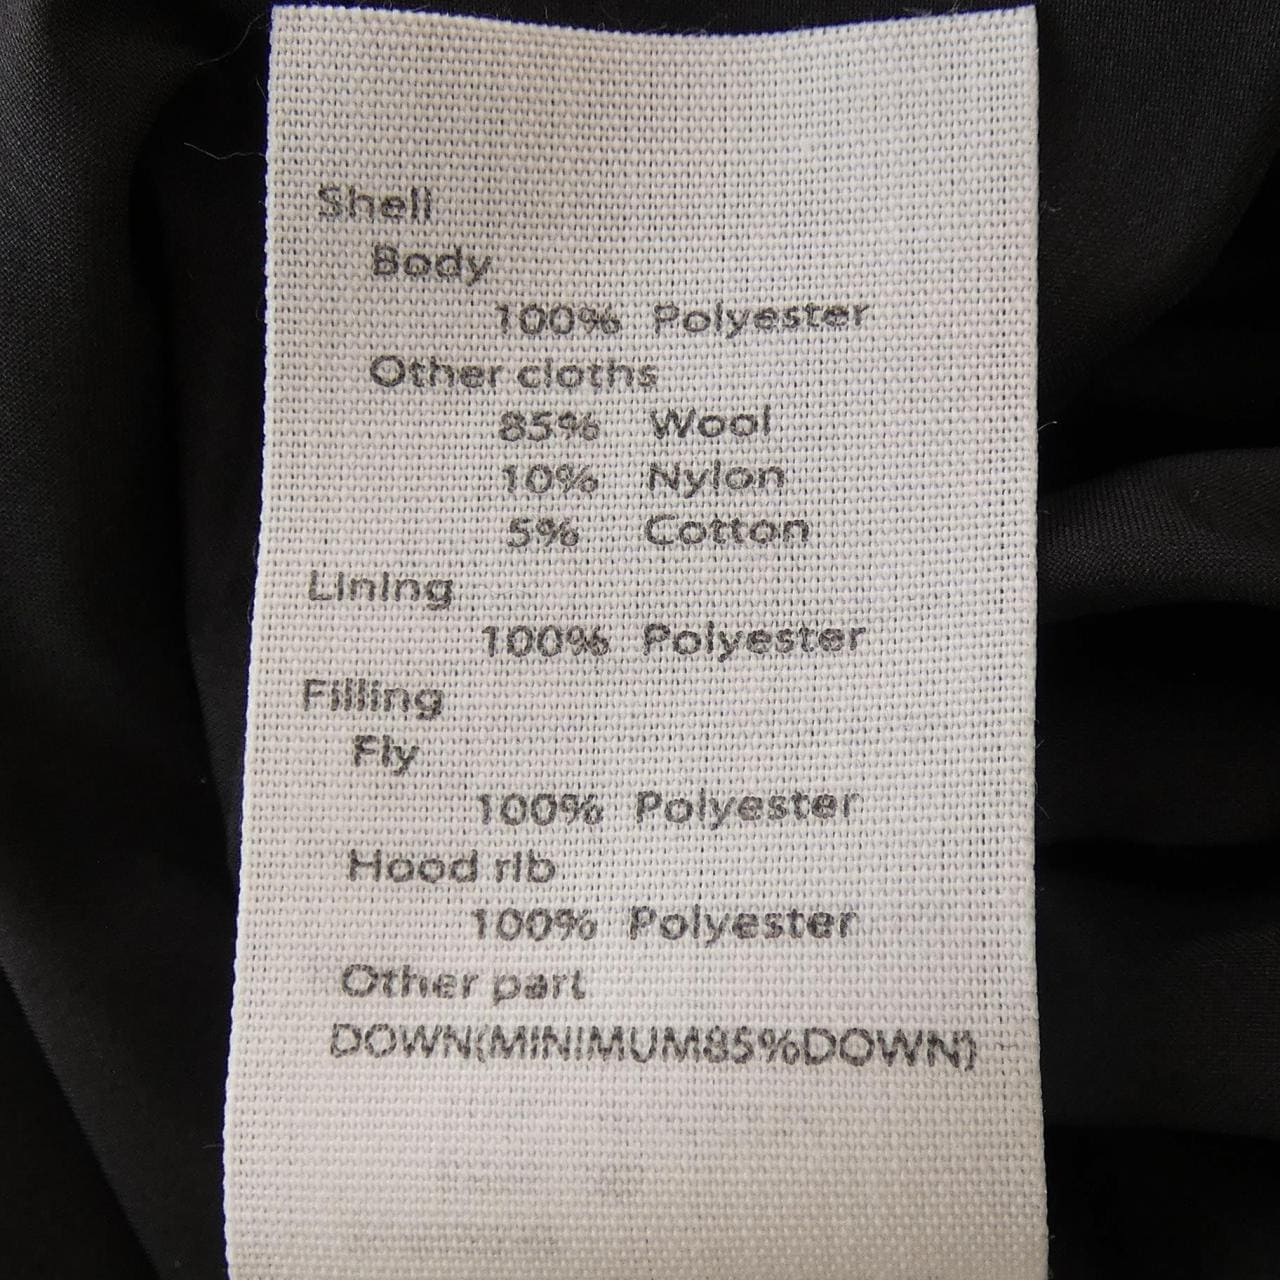 Shell
Body
100% Polyester
Other cloths
85% Wool
10% Nylon
5% Cotton
Lining
100% Polyester
Filling
Fly
100% Polyester
Hood rib
100% Polyester
Other part
DOWN(MINIMUM85%DOWN)